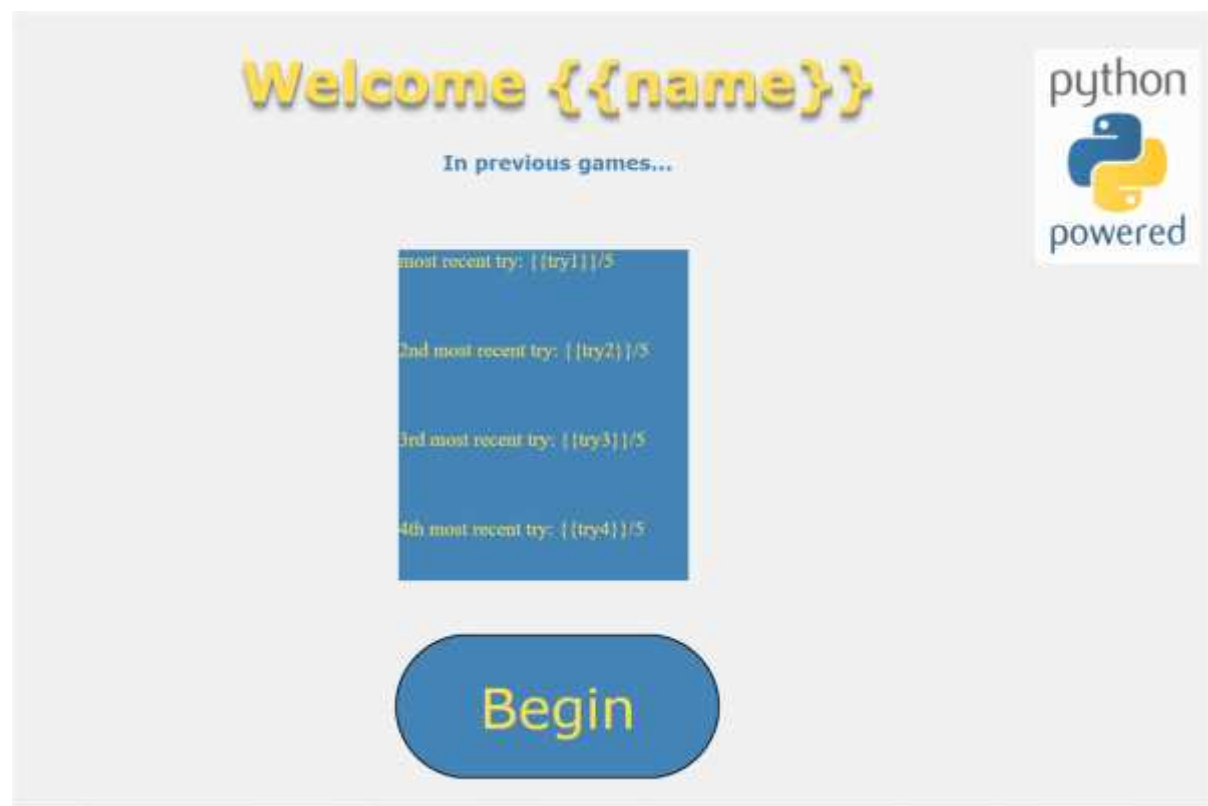 Welcome {{name}}
In previous games...
python
powered
most recent try: {{try1}}/5
2nd most recent try: {{try2}}/5
3rd most recent try: {{try3}}/5
4th most recent try: {{try4}}/5
Begin